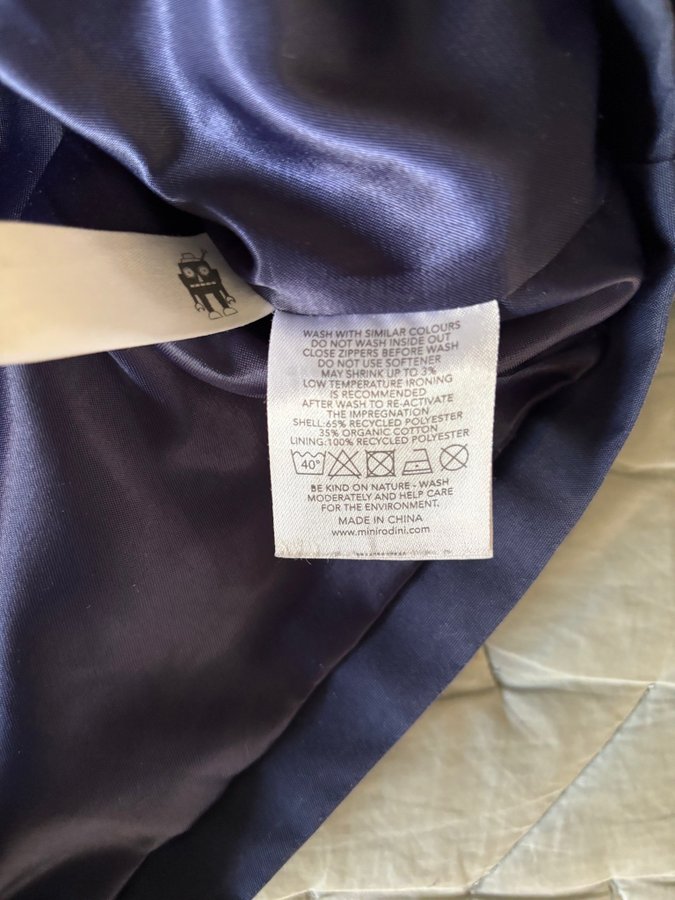 WASH WITH SIMILAR COLOURS
DO NOT WASH INSIDE OUT
CLOSE ZIPPERS BEFORE WASH
DO NOT USE SOFTENER
MAY SHRINK UP TO 3%
LOW TEMPERATURE IRONING
IS RECOMMENDED
AFTER WASH TO RE-ACTIVATE
THE IMPREGNATION
SHELL:65% RECYCLED POLYESTER
35% ORGANIC COTTON
LINING:100% RECYCLED POLYESTER
40°
BE KIND ON NATURE - WASH
MODERATELY AND HELP CARE
FOR THE ENVIRONMENT.
MADE IN CHINA
www.minirodini.com